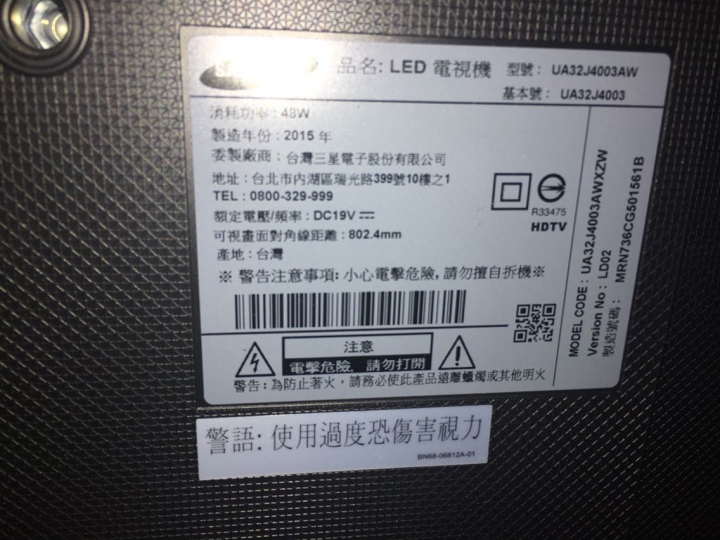 品名: LED 電視機 型號: UA32J4003AW
基本號: UA32J4003
消耗功率: 48W
製造年份: 2015 年
委製廠商: 台灣三星電子股份有限公司
地址: 台北市內湖區瑞光路399號10樓之1
TEL : 0800-329-999
額定電壓/頻率: DC19V
可視畫面對角線距離: 802.4mm
產地: 台灣
R33475
HDTV
※ 警告注意事項: 小心電擊危險, 請勿擅自拆機※
注意
電擊危險, 請勿打開
警告: 為防止著火, 請務必使此產品遠離蠟燭或其他明火
MODEL CODE : UA32J4003AWXZW
Version No : LD02
製造號碼: MRN736CG501561B
警語: 使用過度恐傷害視力
BN68-06812A-01